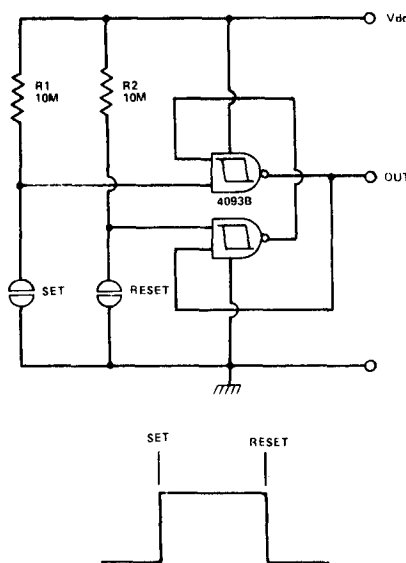 Vdd
R1
10M
R2
10M
OUT
4093B
SET
RESET
SET
RESET